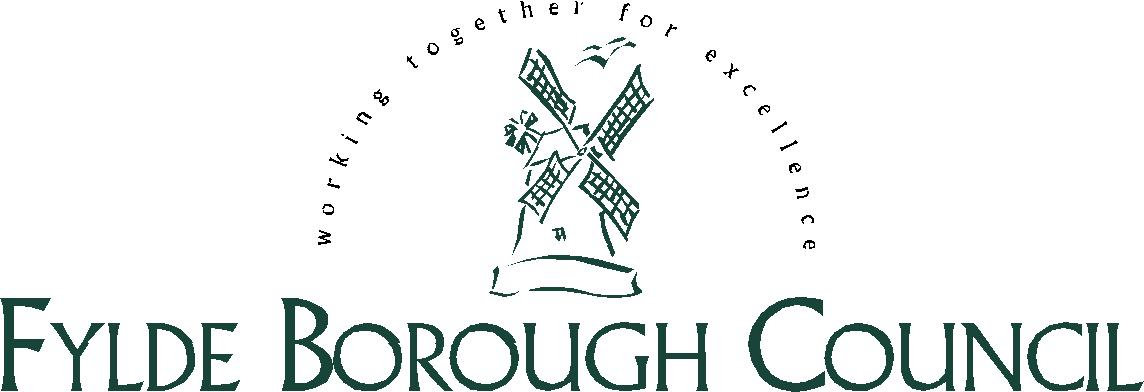 working together for excellence
FYLDE BOROUGH COUNCIL